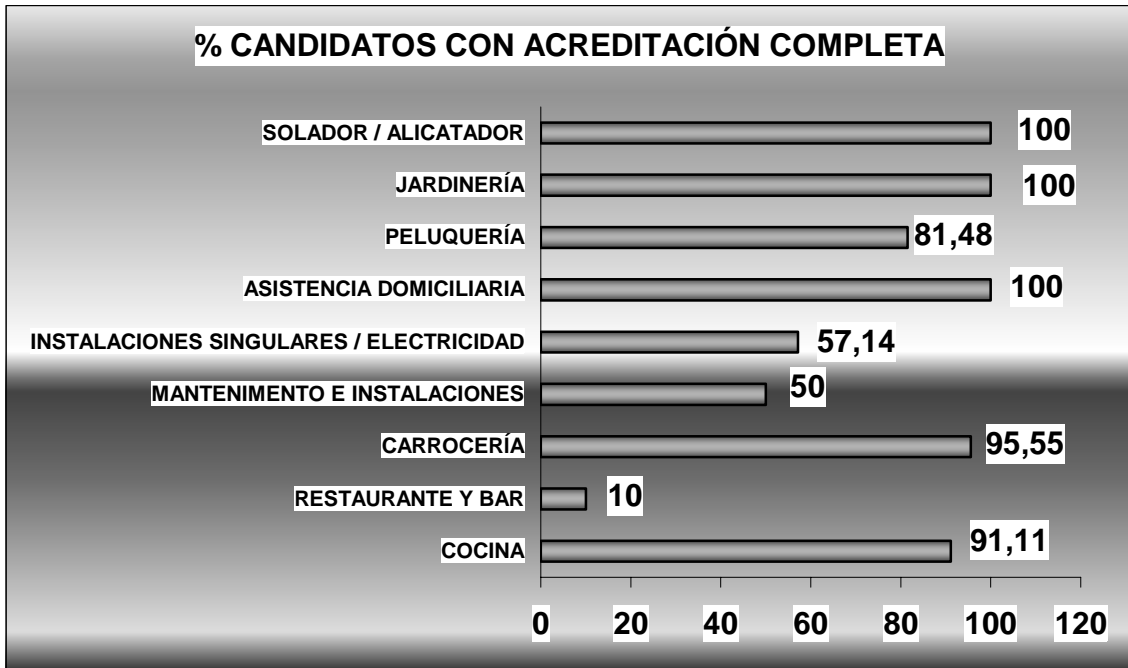 % CANDIDATOS CON ACREDITACIÓN COMPLETA
SOLADOR / ALICATADOR 100
JARDINERÍA 100
PELUQUERÍA 81,48
ASISTENCIA DOMICILIARIA 100
INSTALACIONES SINGULARES / ELECTRICIDAD 57,14
MANTENIMENTO E INSTALACIONES 50
CARROCERÍA 95,55
RESTAURANTE Y BAR 10
COCINA 91,11
0 20 40 60 80 100 120